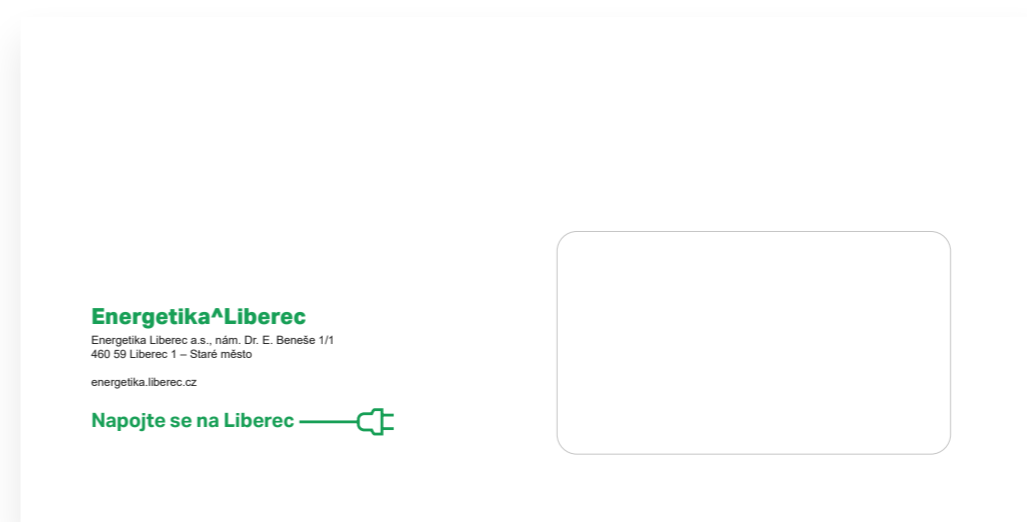 Energetika^Liberec
Energetika Liberec a.s., nám. Dr. E. Beneše 1/1
460 59 Liberec 1 – Staré město
energetika.liberec.cz
Napojte se na Liberec